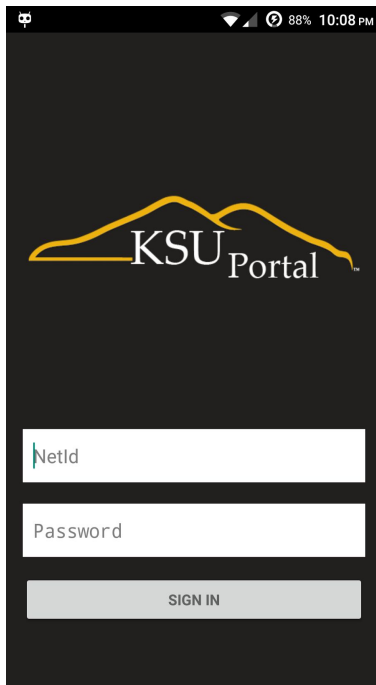 88% 10:08 PM
KSU Portal ™
NetId
Password
SIGN IN